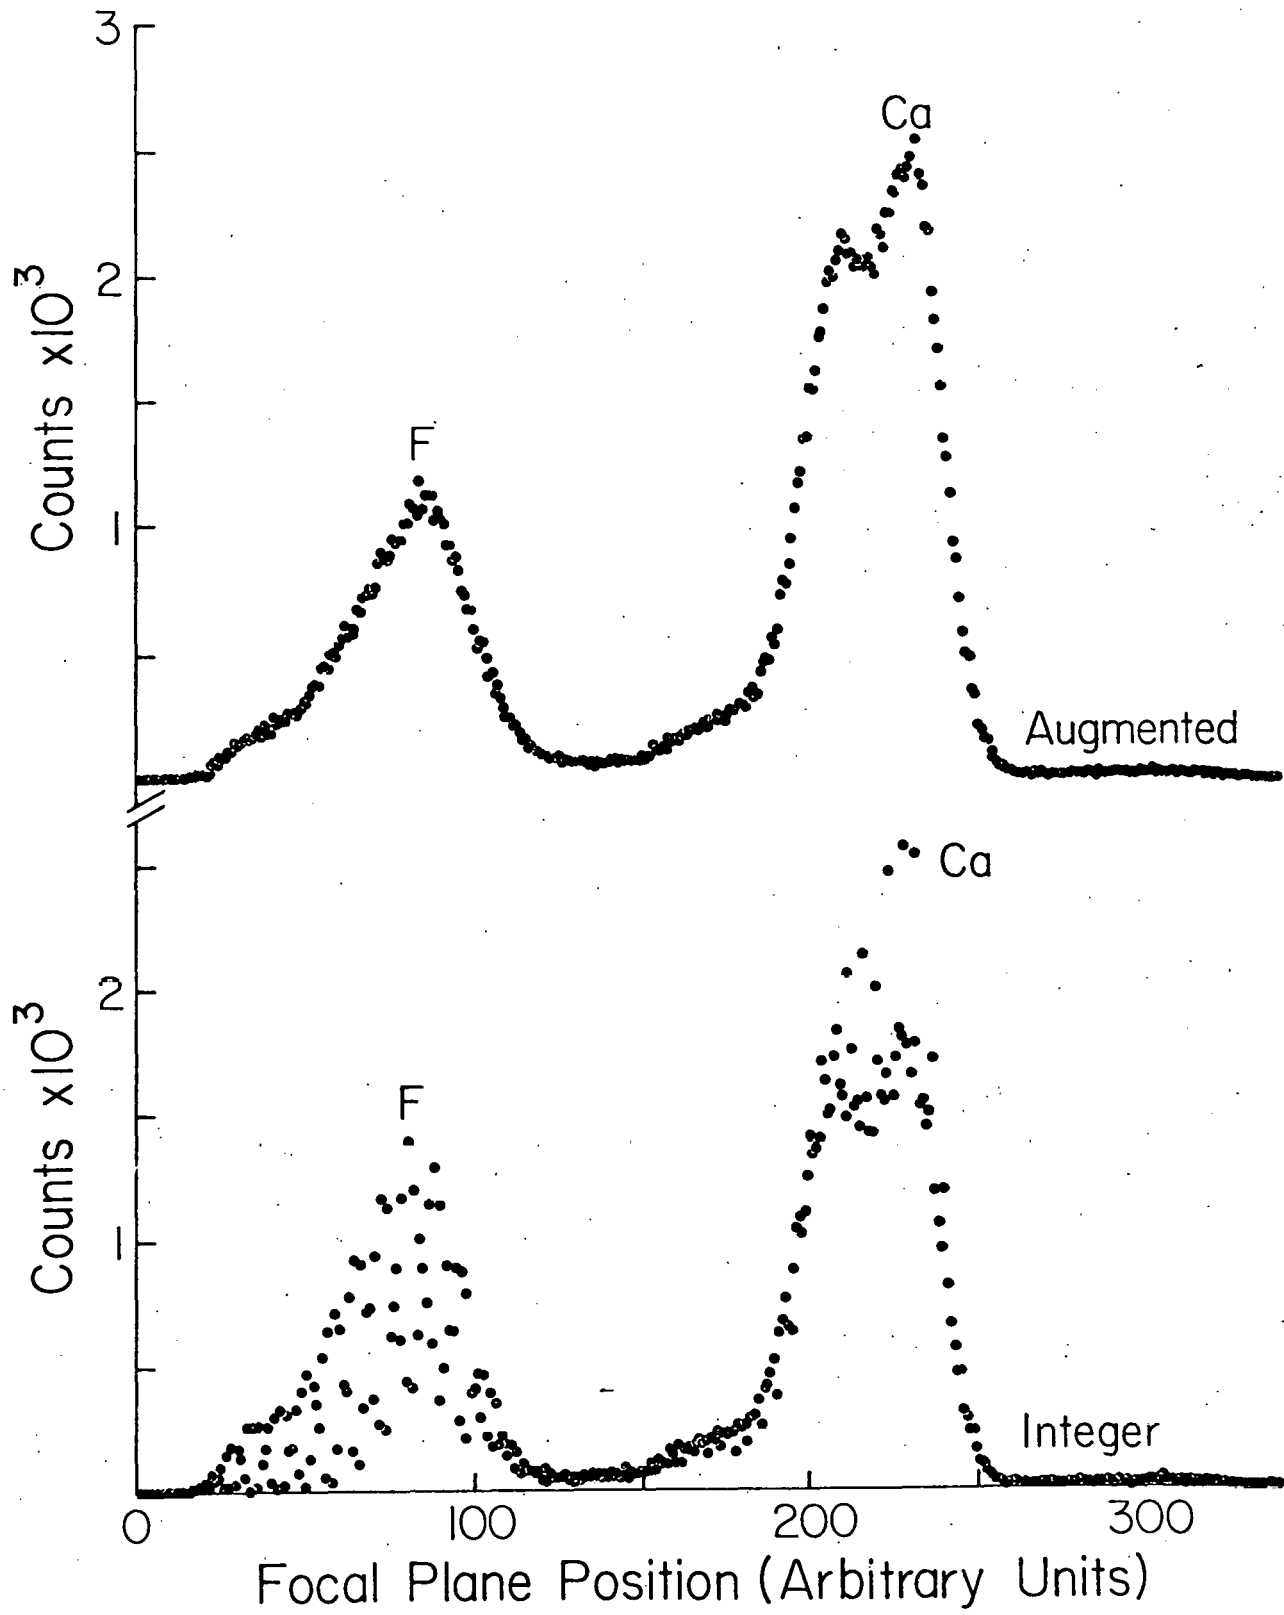 3
Ca
2
Counts x10³
F
1
Augmented
Ca
2
Counts x10³
F
1
Integer
0 100 200 300
Focal Plane Position (Arbitrary Units)